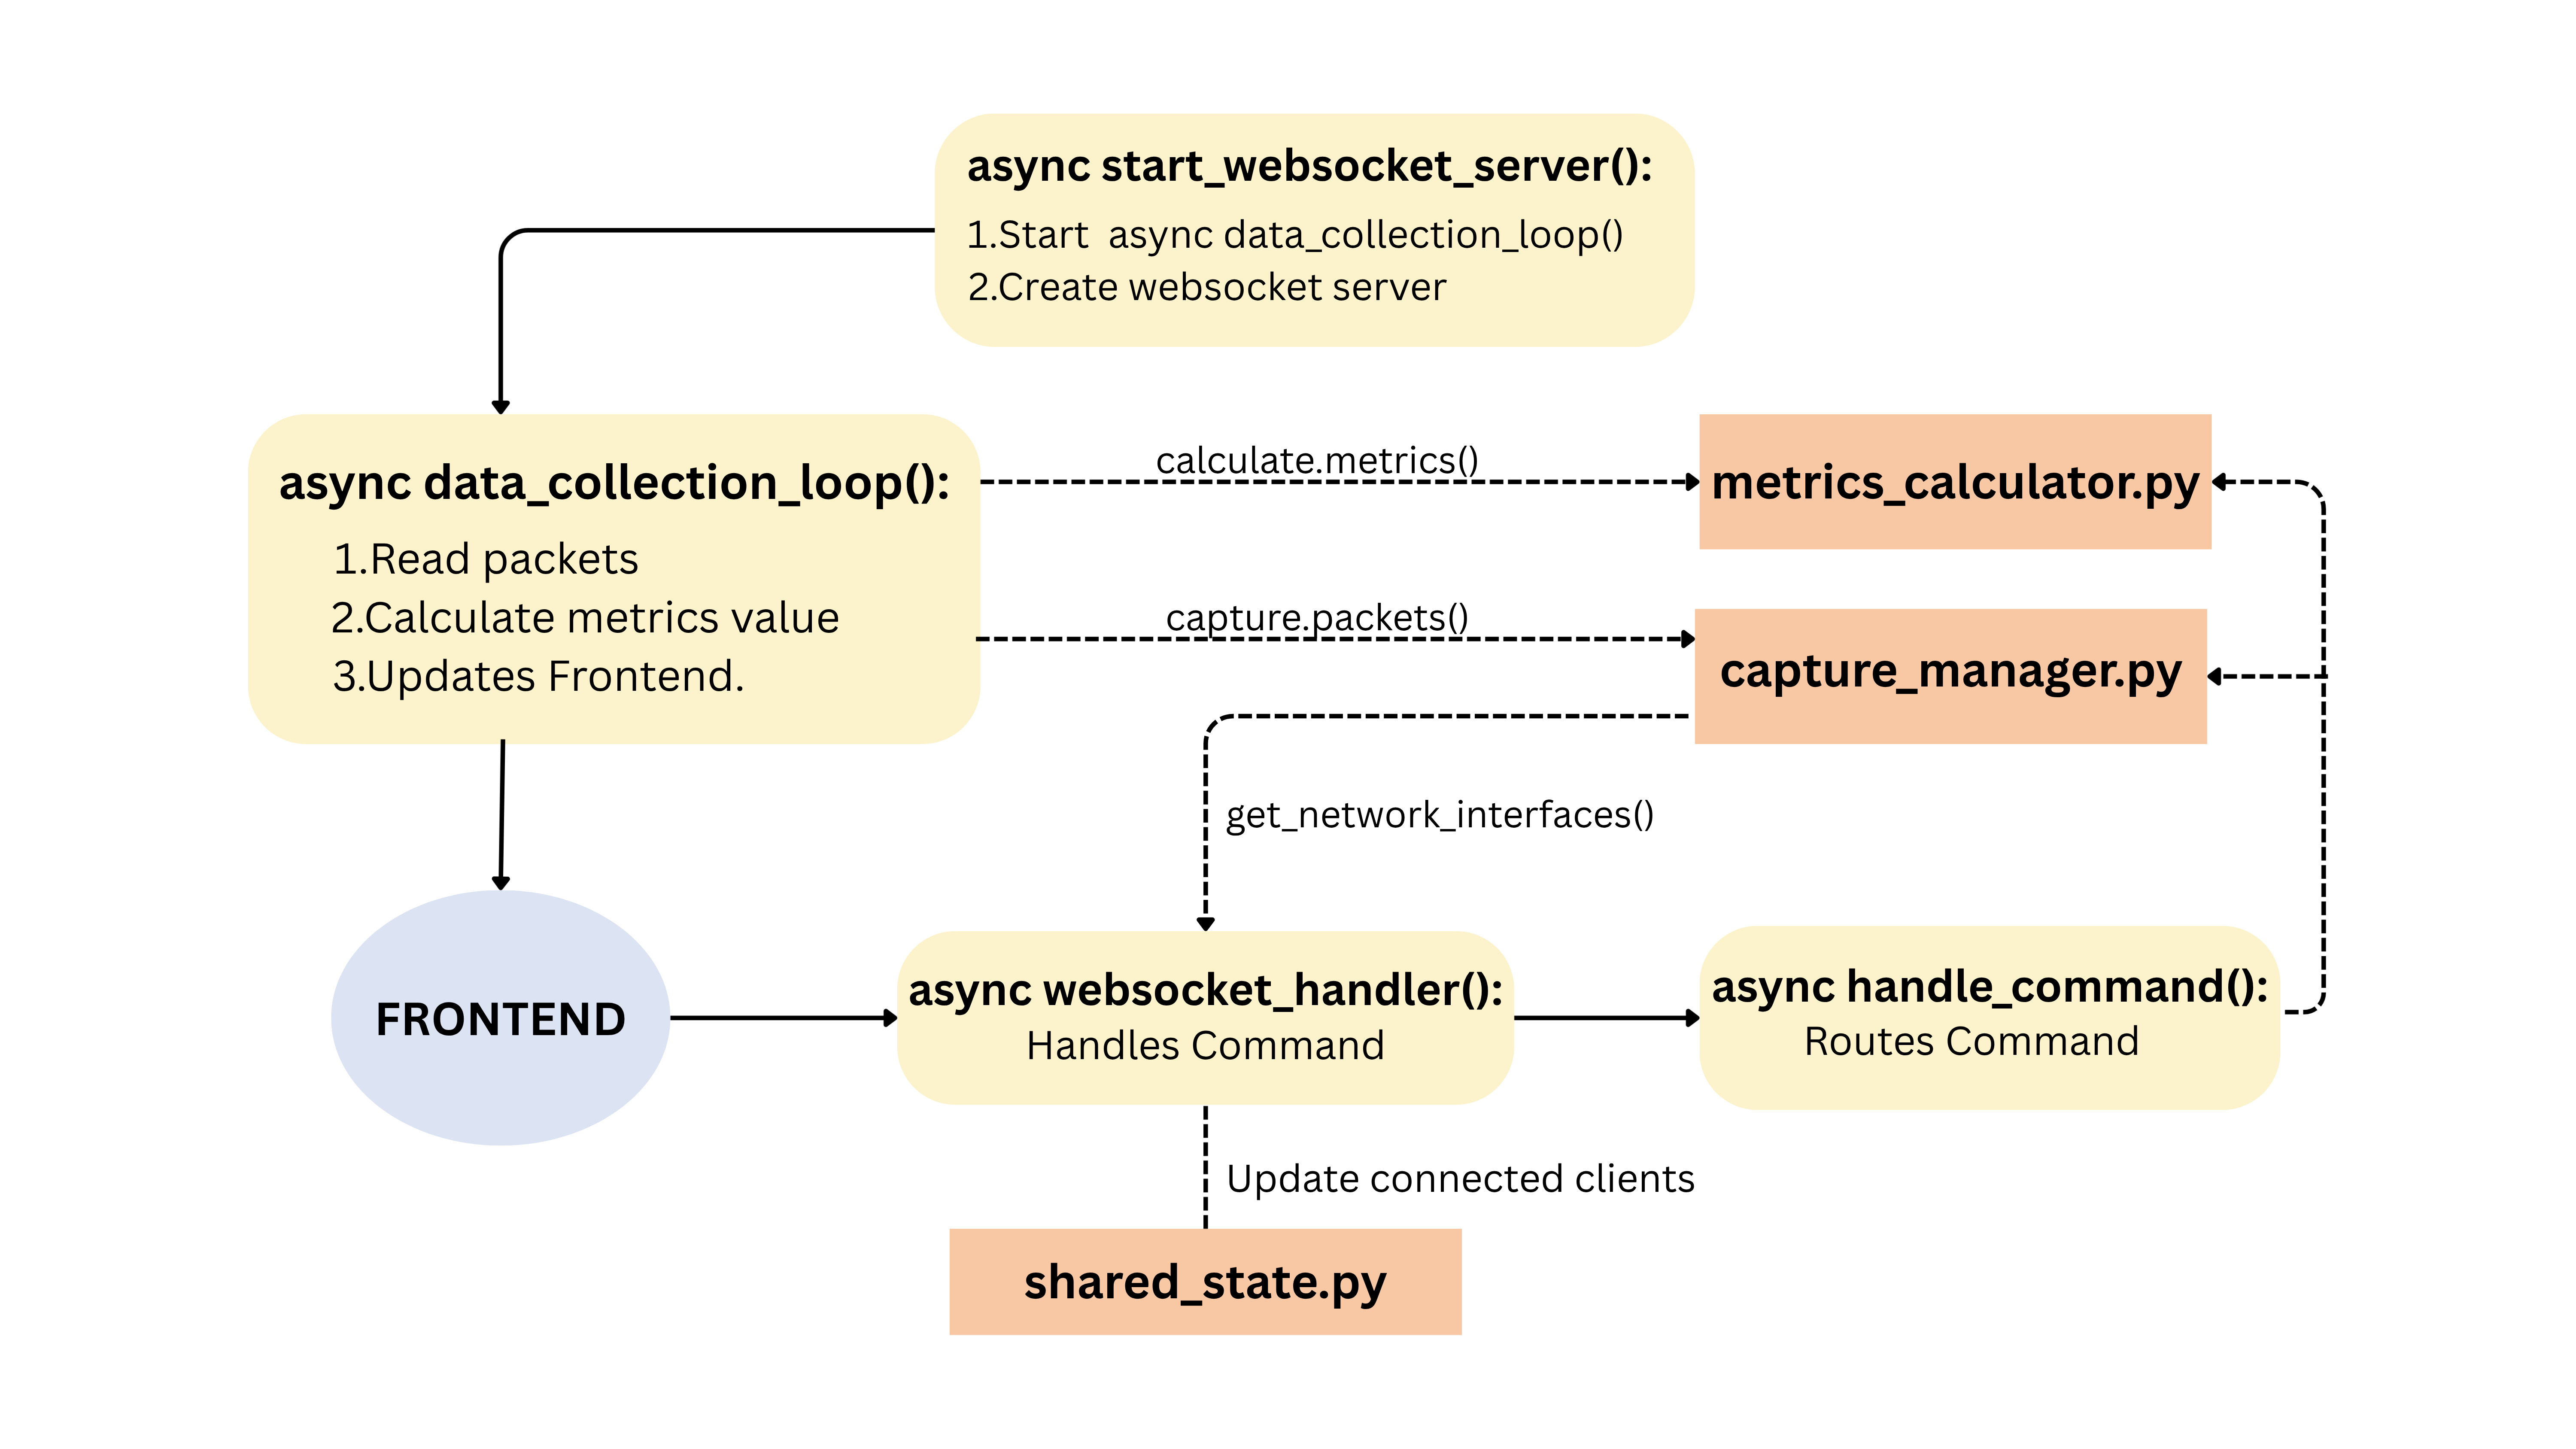 async start_websocket_server():
1.Start async data_collection_loop()
2.Create websocket server
async data_collection_loop():
1.Read packets
2.Calculate metrics value
3.Updates Frontend.
calculate.metrics()
metrics_calculator.py
capture.packets()
capture_manager.py
get_network_interfaces()
FRONTEND
async websocket_handler():
Handles Command
async handle_command():
Routes Command
Update connected clients
shared_state.py